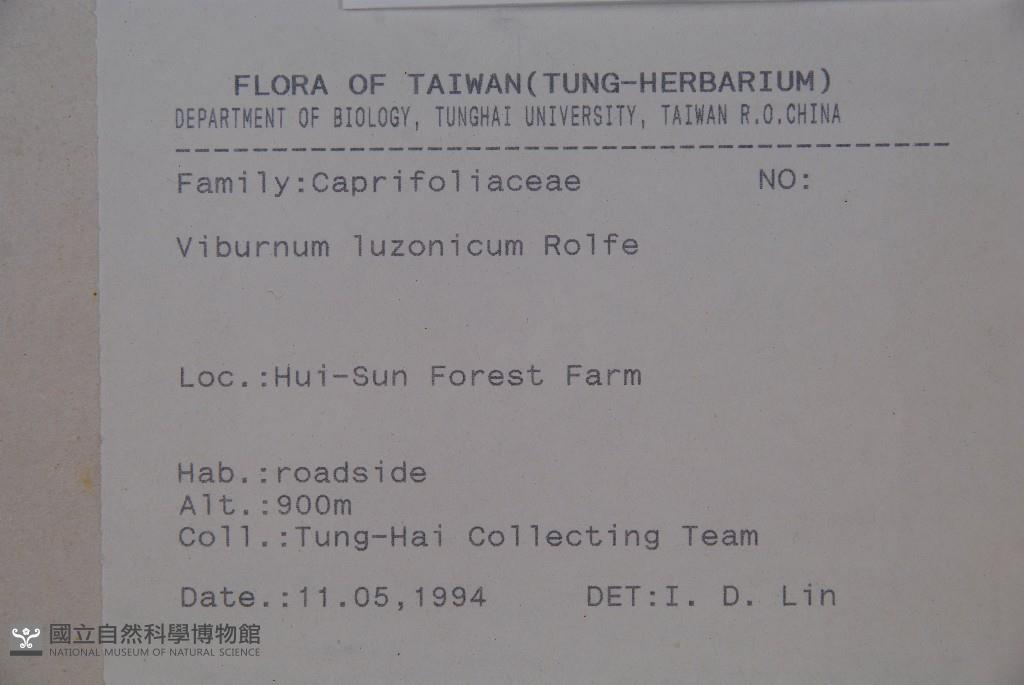 FLORA OF TAIWAN(TUNG-HERBARIUM)
DEPARTMENT OF BIOLOGY, TUNGHAI UNIVERSITY, TAIWAN R.O.CHINA
----------------------------------------
Family:Caprifoliaceae NO:
Viburnum luzonicum Rolfe
Loc.:Hui-Sun Forest Farm
Hab.:roadside
Alt.:900m
Coll.:Tung-Hai Collecting Team
Date.:11.05,1994 DET:I. D. Lin
國立自然科學博物館
NATIONAL MUSEUM OF NATURAL SCIENCE